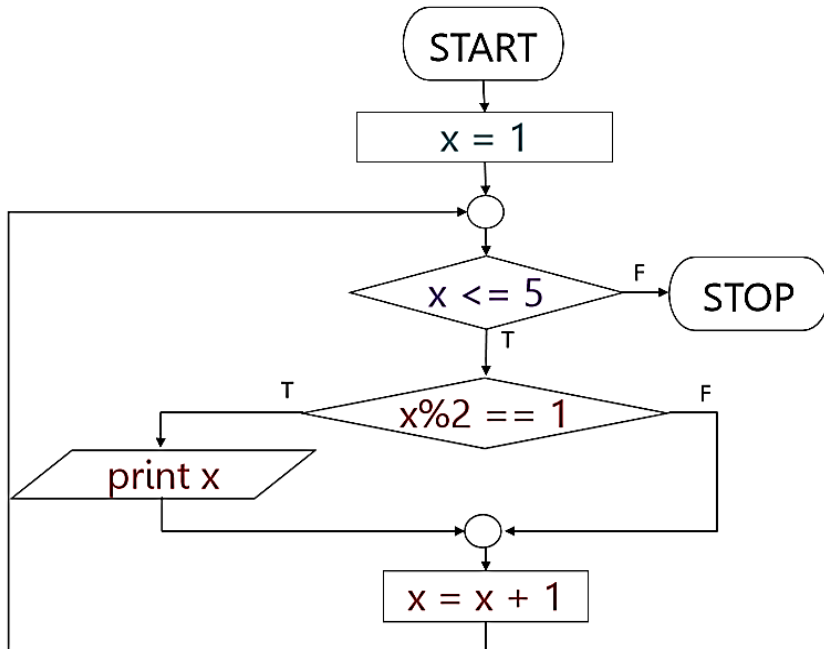 START
x = 1
x <= 5
F
STOP
T
T
x%2 == 1
F
print x
x = x + 1